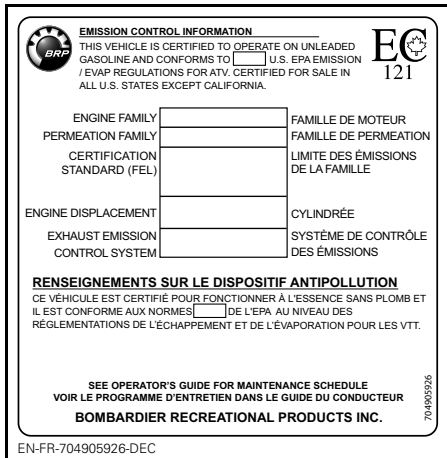 BRP
EMISSION CONTROL INFORMATION
THIS VEHICLE IS CERTIFIED TO OPERATE ON UNLEADED
GASOLINE AND CONFORMS TO U.S. EPA EMISSION
/ EVAP REGULATIONS FOR ATV. CERTIFIED FOR SALE IN
ALL U.S. STATES EXCEPT CALIFORNIA.
EC
121
ENGINE FAMILY FAMILLE DE MOTEUR
PERMEATION FAMILY FAMILLE DE PERMEATION
CERTIFICATION LIMITE DES ÉMISSIONS
STANDARD (FEL) DE LA FAMILLE
ENGINE DISPLACEMENT CYLINDRÉE
EXHAUST EMISSION SYSTÈME DE CONTRÔLE
CONTROL SYSTEM DES ÉMISSIONS
RENSEIGNEMENTS SUR LE DISPOSITIF ANTIPOLLUTION
CE VÉHICULE EST CERTIFIÉ POUR FONCTIONNER À L'ESSENCE SANS PLOMB ET
IL EST CONFORME AUX NORMES DE L'EPA AU NIVEAU DES
RÉGLEMENTATIONS DE L'ÉCHAPPEMENT ET DE L'ÉVAPORATION POUR LES VTT.
SEE OPERATOR'S GUIDE FOR MAINTENANCE SCHEDULE
VOIR LE PROGRAMME D'ENTRETIEN DANS LE GUIDE DU CONDUCTEUR
BOMBARDIER RECREATIONAL PRODUCTS INC.
704905926
EN-FR-704905926-DEC